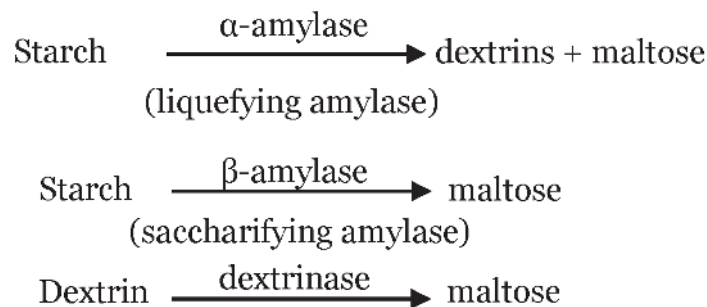 α-amylase
Starch dextrins + maltose
(liquefying amylase)
β-amylase
Starch maltose
(saccharifying amylase)
dextrinase
Dextrin maltose